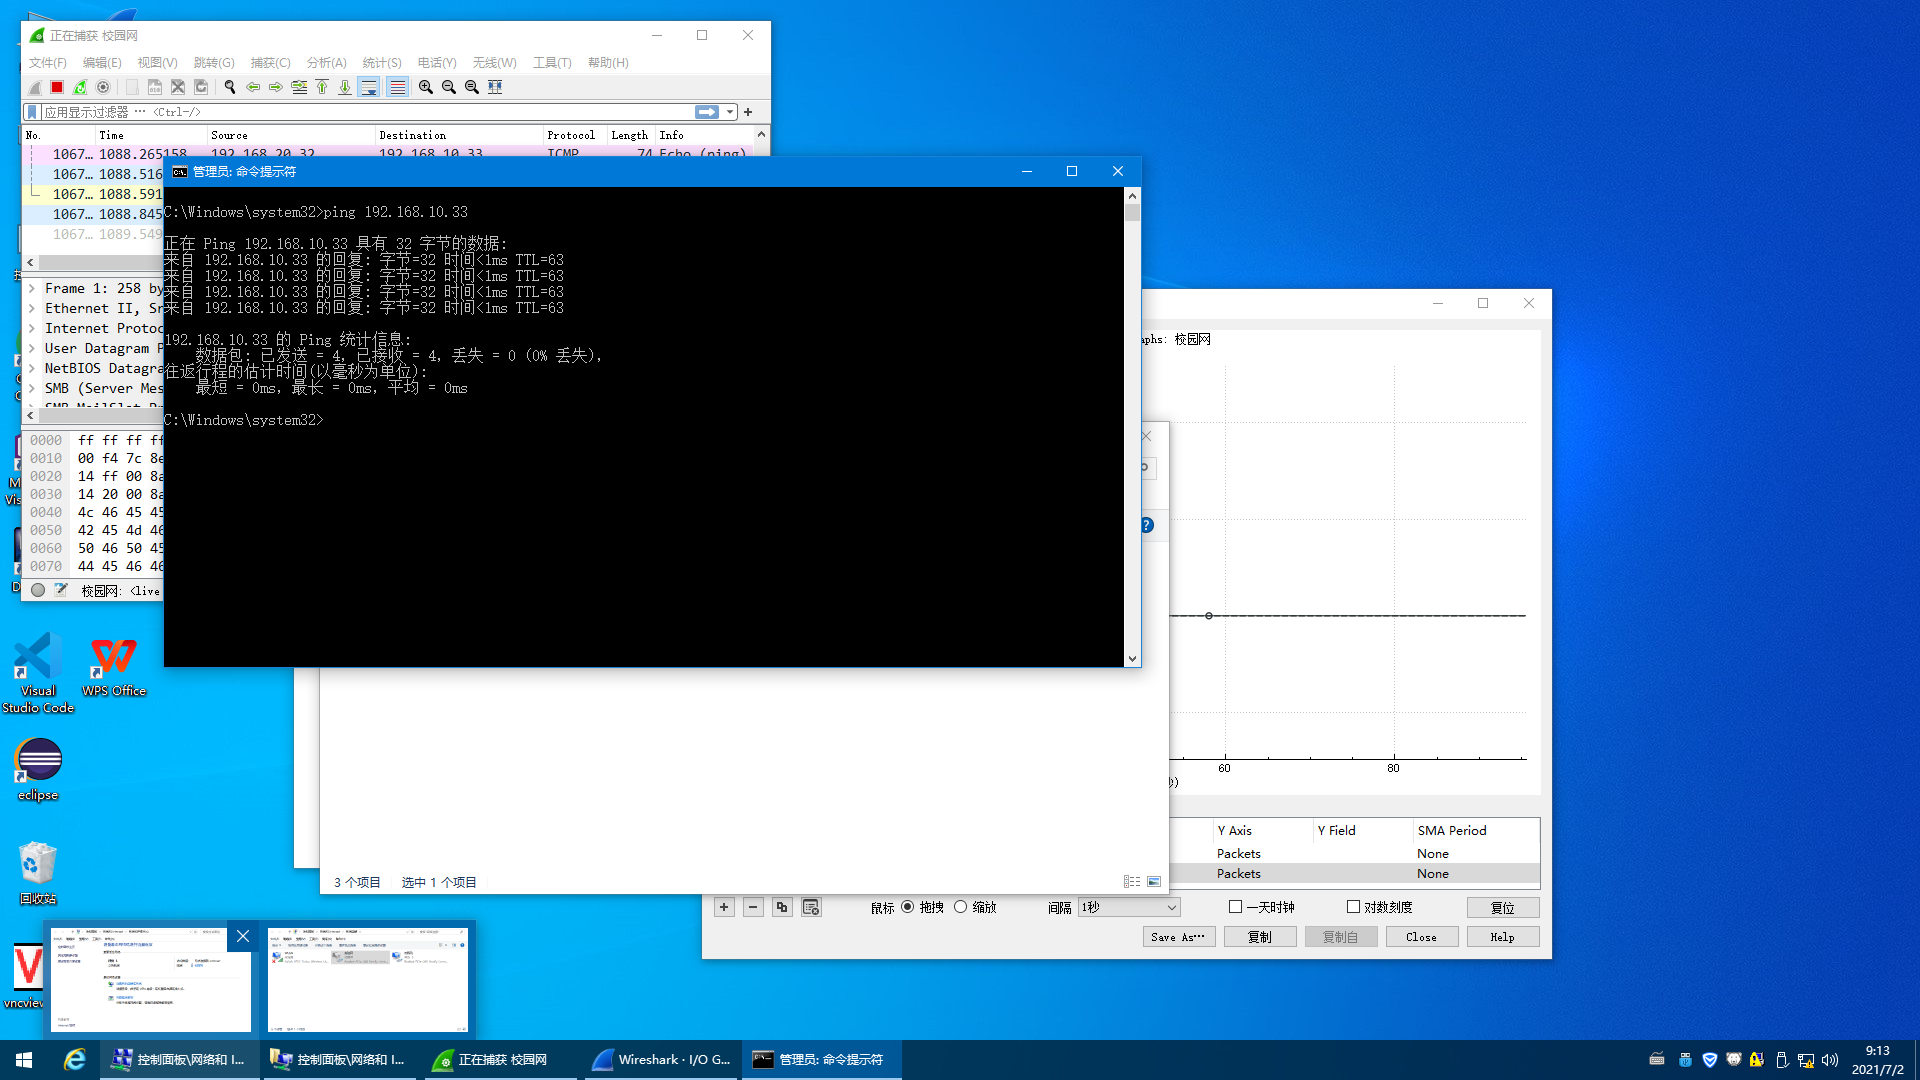 正在捕获 校园网
文件(F) 编辑(E) 视图(V) 跳转(G) 捕获(C) 分析(A) 统计(S) 电话(Y) 无线(W) 工具(T) 帮助(H)
应用显示过滤器 … <Ctrl-/>
No. Time Source Destination Protocol Length Info
1067… 1088.265158 192.168.20.32 192.168.10.33 ICMP 74 Echo (ping)
1067… 1088.516
1067… 1088.591
1067… 1088.845
1067… 1089.549
Frame 1: 258 by
Ethernet II, Sr
Internet Protoc
User Datagram P
NetBIOS Datagra
SMB (Server Mes
SMB MailSlot Pr
0000 ff ff ff ff
0010 00 f4 7c 8e
0020 14 ff 00 8a
0030 14 20 00 8a
0040 4c 46 45 45
0050 42 45 4d 46
0060 50 46 50 45
0070 44 45 46 46
校园网: <live
管理员: 命令提示符
C:\Windows\system32>ping 192.168.10.33
正在 Ping 192.168.10.33 具有 32 字节的数据:
来自 192.168.10.33 的回复: 字节=32 时间<1ms TTL=63
来自 192.168.10.33 的回复: 字节=32 时间<1ms TTL=63
来自 192.168.10.33 的回复: 字节=32 时间<1ms TTL=63
来自 192.168.10.33 的回复: 字节=32 时间<1ms TTL=63
192.168.10.33 的 Ping 统计信息:
数据包: 已发送 = 4, 已接收 = 4, 丢失 = 0 (0% 丢失),
往返行程的估计时间(以毫秒为单位):
最短 = 0ms, 最长 = 0ms, 平均 = 0ms
C:\Windows\system32>
aphs: 校园网
60 80
Y Axis Y Field SMA Period
Packets None
Packets None
鼠标 拖拽 缩放 间隔 1秒 一天时钟 对数刻度 复位
Save As… 复制 复制自 Close Help
3 个项目 选中 1 个项目
Visual Studio Code
WPS Office
eclipse
回收站
vncview
控制面板\网络和 I...
控制面板\网络和 I...
正在捕获 校园网
Wireshark · I/O G...
管理员: 命令提示符
9:13
2021/7/2